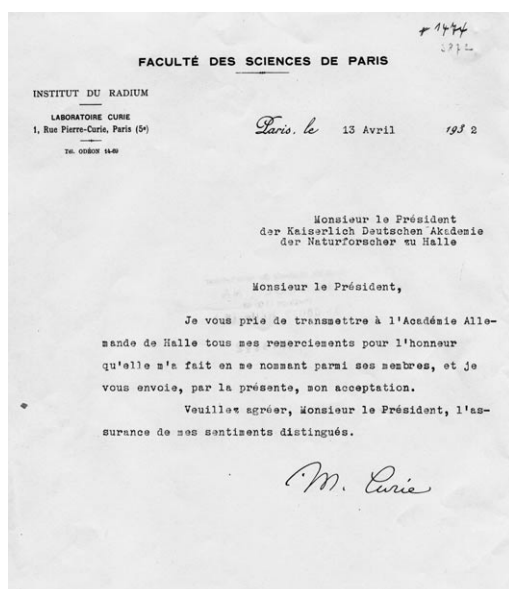 # 1474
FACULTÉ DES SCIENCES DE PARIS
INSTITUT DU RADIUM
LABORATOIRE CURIE
1, Rue Pierre-Curie, Paris (5e)
Tél. ODÉON 14-69
Paris, le 13 Avril 1932
Monsieur le Président
der Kaiserlich Deutschen Akademie
der Naturforscher zu Halle
Monsieur le Président,
Je vous prie de transmettre à l'Académie Alle-
mande de Halle tous mes remerciements pour l'honneur
qu'elle m'a fait en me nommant parmi ses membres, et je
vous envoie, par la présente, mon acceptation.
Veuillez agréer, Monsieur le Président, l'as-
surance de mes sentiments distingués.
M. Curie